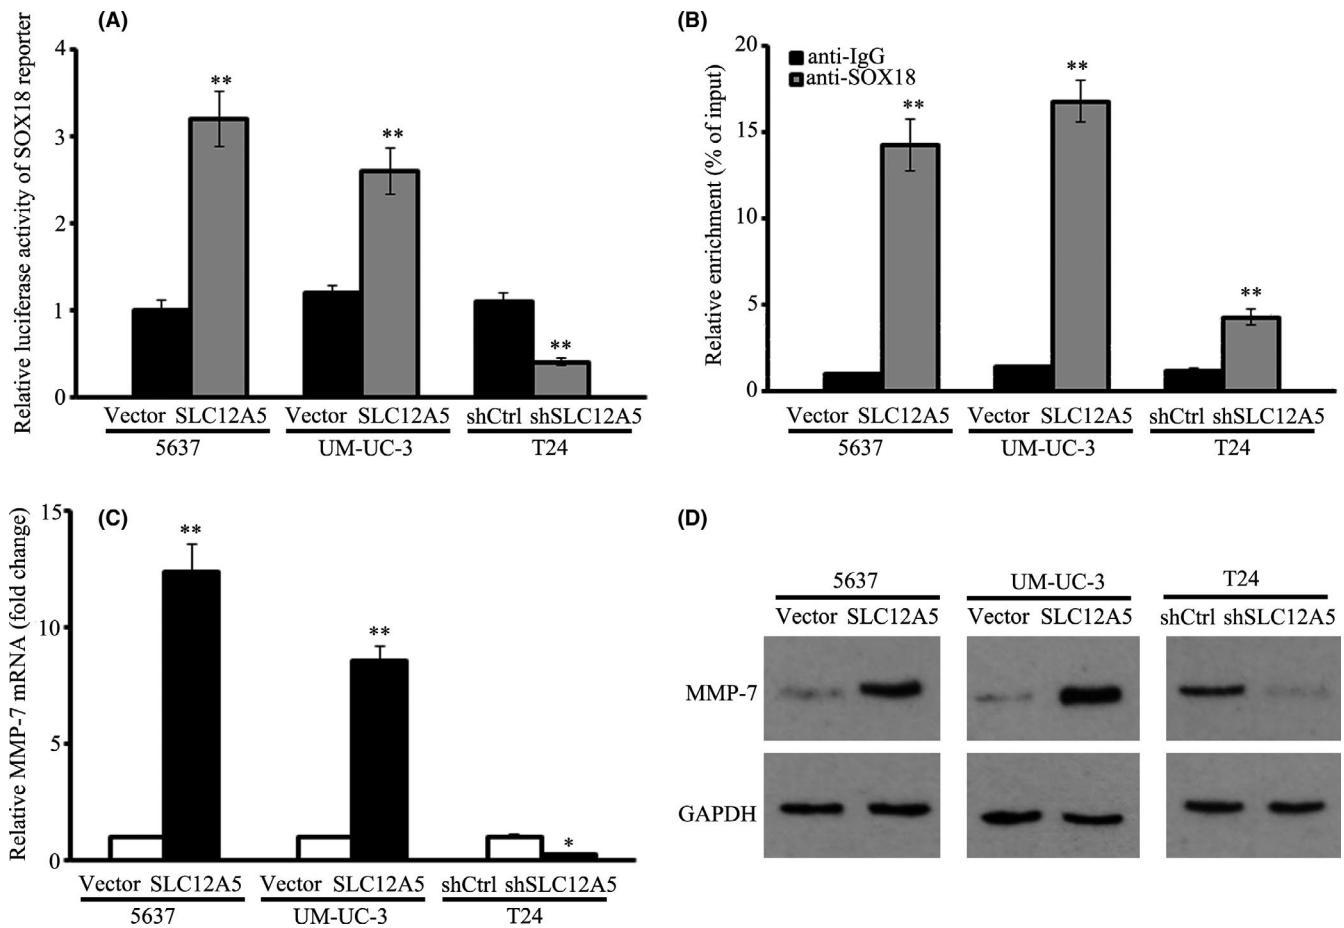 (A)
Relative luciferase activity of SOX18 reporter
4
3
2
1
0
**
**
**
Vector SLC12A5 Vector SLC12A5 shCtrl shSLC12A5
5637 UM-UC-3 T24
(B)
Relative enrichment (% of input)
20
15
10
5
0
anti-IgG
anti-SOX18
**
**
**
Vector SLC12A5 Vector SLC12A5 shCtrl shSLC12A5
5637 UM-UC-3 T24
(C)
Relative MMP-7 mRNA (fold change)
15
10
5
0
**
**
*
Vector SLC12A5 Vector SLC12A5 shCtrl shSLC12A5
5637 UM-UC-3 T24
(D)
5637 UM-UC-3 T24
Vector SLC12A5 Vector SLC12A5 shCtrl shSLC12A5
MMP-7
GAPDH